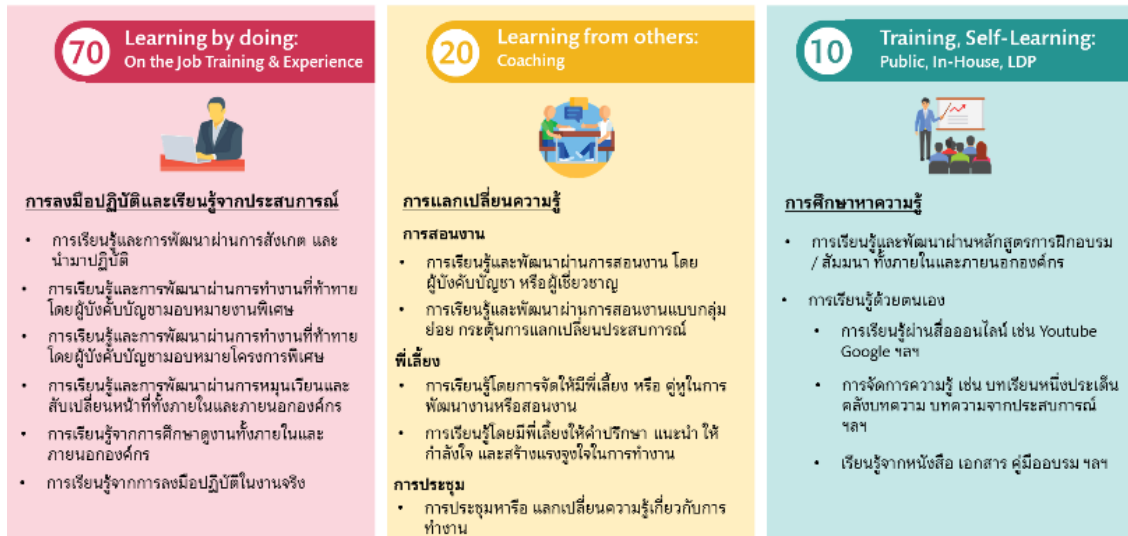 70
Learning by doing:
On the Job Training & Experience
การลงมือปฏิบัติและเรียนรู้จากประสบการณ์
• การเรียนรู้และการพัฒนาผ่านการสังเกต และ
นำมาปฏิบัติ
• การเรียนรู้และการพัฒนาผ่านการทำงานที่ท้าทาย
โดยผู้บังคับบัญชามอบหมายงานพิเศษ
• การเรียนรู้และการพัฒนาผ่านการทำงานที่ท้าทาย
โดยผู้บังคับบัญชามอบหมายโครงการพิเศษ
• การเรียนรู้และการพัฒนาผ่านการหมุนเวียนและ
สับเปลี่ยนหน้าที่ทั้งภายในและภายนอกองค์กร
• การเรียนรู้จากการศึกษาดูงานทั้งภายในและ
ภายนอกองค์กร
• การเรียนรู้จากการลงมือปฏิบัติในงานจริง
20
Learning from others:
Coaching
การแลกเปลี่ยนความรู้
การสอนงาน
• การเรียนรู้และพัฒนาผ่านการสอนงาน โดย
ผู้บังคับบัญชา หรือผู้เชี่ยวชาญ
• การเรียนรู้และพัฒนาผ่านการสอนงานแบบกลุ่ม
ย่อย กระตุ้นการแลกเปลี่ยนประสบการณ์
พี่เลี้ยง
• การเรียนรู้โดยการจัดให้มีพี่เลี้ยง หรือ คู่หูในการ
พัฒนางานหรือสอนงาน
• การเรียนรู้โดยมีพี่เลี้ยงให้คำปรึกษา แนะนำ ให้
กำลังใจ และสร้างแรงจูงใจในการทำงาน
การประชุม
• การประชุมหารือ แลกเปลี่ยนความรู้เกี่ยวกับการ
ทำงาน
10
Training, Self-Learning:
Public, In-House, LDP
การศึกษาหาความรู้
• การเรียนรู้และพัฒนาผ่านหลักสูตรการฝึกอบรม
/ สัมมนา ทั้งภายในและภายนอกองค์กร
• การเรียนรู้ด้วยตนเอง
• การเรียนรู้ผ่านสื่อออนไลน์ เช่น Youtube
Google ฯลฯ
• การจัดการความรู้ เช่น บทเรียนหนึ่งประเด็น
คลังบทความ บทความจากประสบการณ์
ฯลฯ
• เรียนรู้จากหนังสือ เอกสาร คู่มืออบรม ฯลฯ